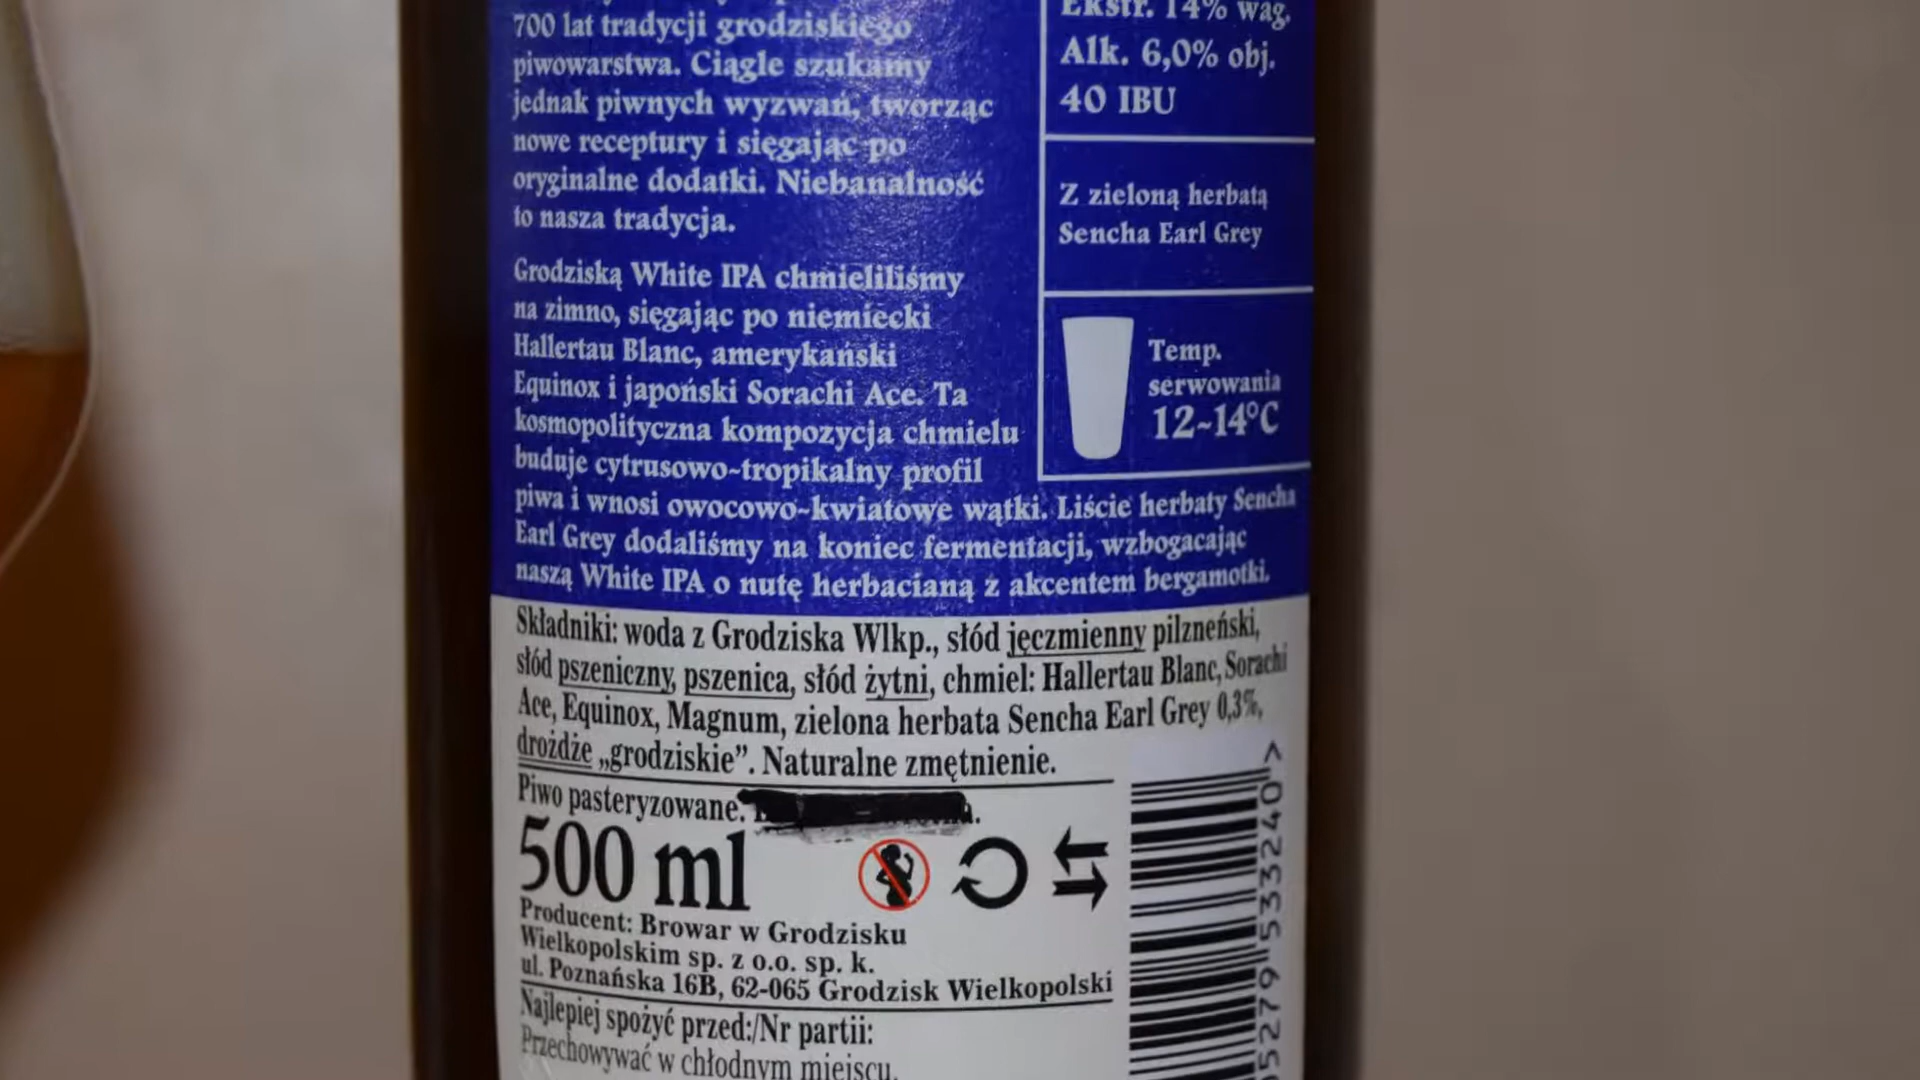 700 lat tradycji grodziskiego
piwowarstwa. Ciągle szukamy
jednak piwnych wyzwań, tworząc
nowe receptury i sięgając po
oryginalne dodatki. Niebanalność
to nasza tradycja.
Grodziską White IPA chmieliliśmy
na zimno, sięgając po niemiecki
Hallertau Blanc, amerykański
Equinox i japoński Sorachi Ace. Ta
kosmopolityczna kompozycja chmielu
buduje cytrusowo-tropikalny profil
piwa i wnosi owocowo-kwiatowe wątki. Liście herbaty Sencha
Earl Grey dodaliśmy na koniec fermentacji, wzbogacając
naszą White IPA o nutę herbacianą z akcentem bergamotki.
Ekstr. 14% wag.
Alk. 6,0% obj.
40 IBU
Z zieloną herbatą
Sencha Earl Grey
Temp.
serwowania
12-14°C
Składniki: woda z Grodziska Wlkp., słód jęczmienny pilzneński,
słód pszeniczny, pszenica, słód żytni, chmiel: Hallertau Blanc, Sorachi
Ace, Equinox, Magnum, zielona herbata Sencha Earl Grey 0,3%,
drożdże „grodziskie”. Naturalne zmętnienie.
Piwo pasteryzowane.
500 ml
Producent: Browar w Grodzisku
Wielkopolskim sp. z o.o. sp. k.
ul. Poznańska 16B, 62-065 Grodzisk Wielkopolski
Najlepiej spożyć przed:/Nr partii:
Przechowywać w chłodnym miejscu.
05279 533240 >